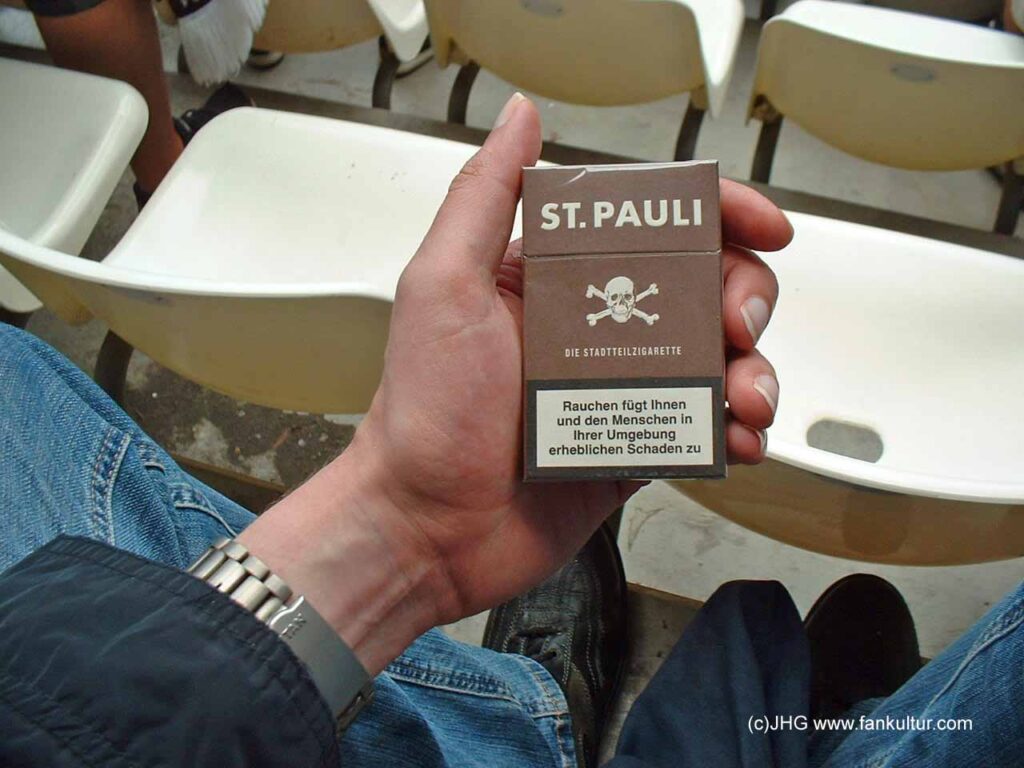 ST. PAULI
DIE STADTTEILZIGARETTE
Rauchen fügt Ihnen
und den Menschen in
Ihrer Umgebung
erheblichen Schaden zu
(c)JHG www.fankultur.com